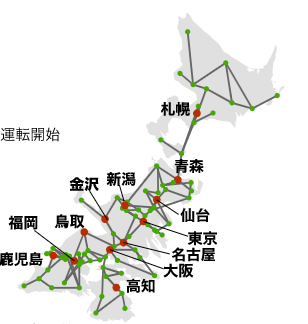 札幌
運転開始
青森
新潟
金沢
仙台
福岡
鳥取
東京
名古屋
鹿児島
大阪
高知